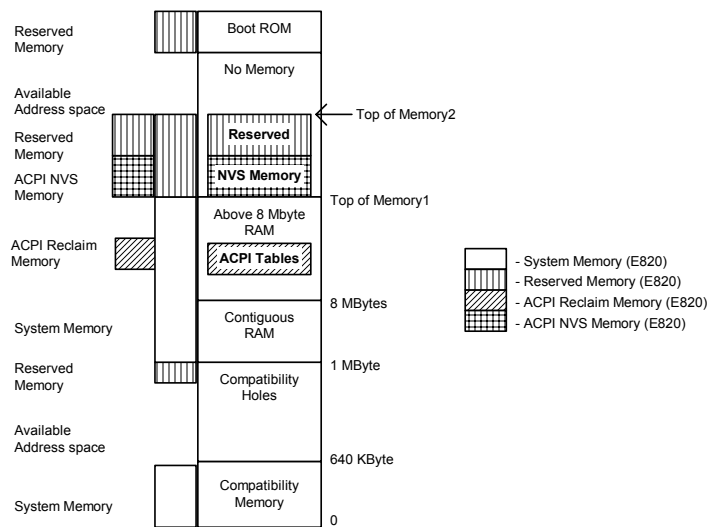 Reserved
Memory
Boot ROM
No Memory
Available
Address space
Top of Memory2
Reserved
Memory
Reserved
ACPI NVS
Memory
NVS Memory
Top of Memory1
Above 8 Mbyte
RAM
ACPI Reclaim
Memory
ACPI Tables
- System Memory (E820)
- Reserved Memory (E820)
- ACPI Reclaim Memory (E820)
- ACPI NVS Memory (E820)
8 MBytes
System Memory
Contiguous
RAM
1 MByte
Reserved
Memory
Compatibility
Holes
Available
Address space
640 KByte
System Memory
Compatibility
Memory
0